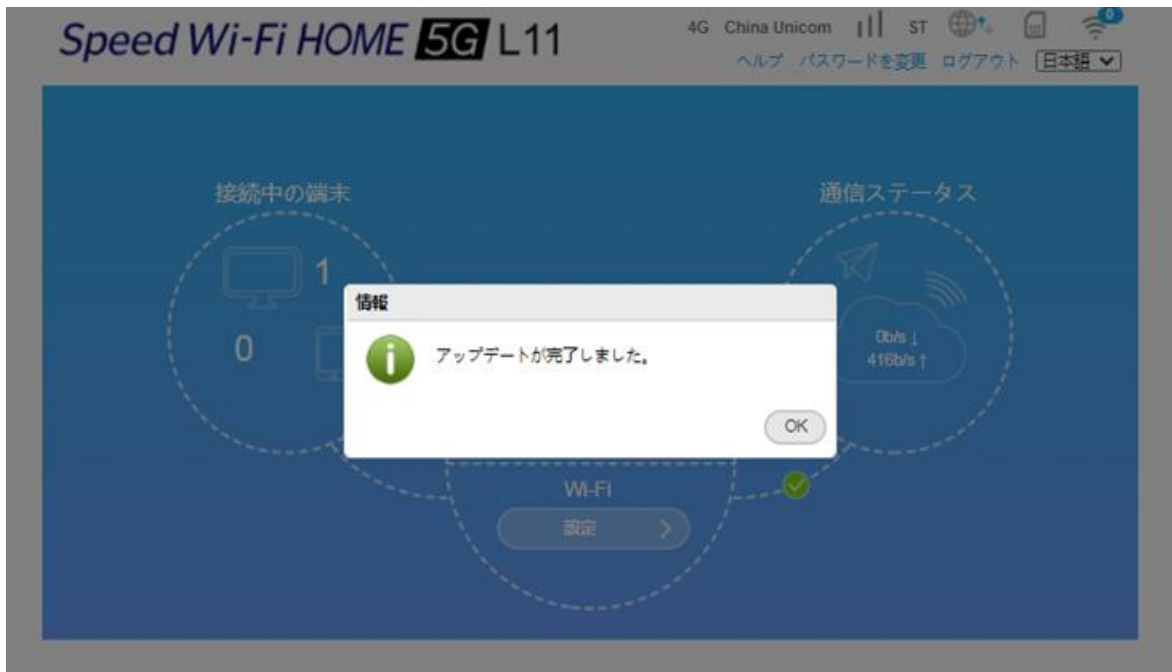 Speed Wi-Fi HOME 5G L11
4G China Unicom ST 0
ヘルプ パスワードを変更 ログアウト 日本語
接続中の端末
通信ステータス
1
0
情報
アップデートが完了しました。
OK
0b/s ↓
416b/s ↑
Wi-Fi
設定